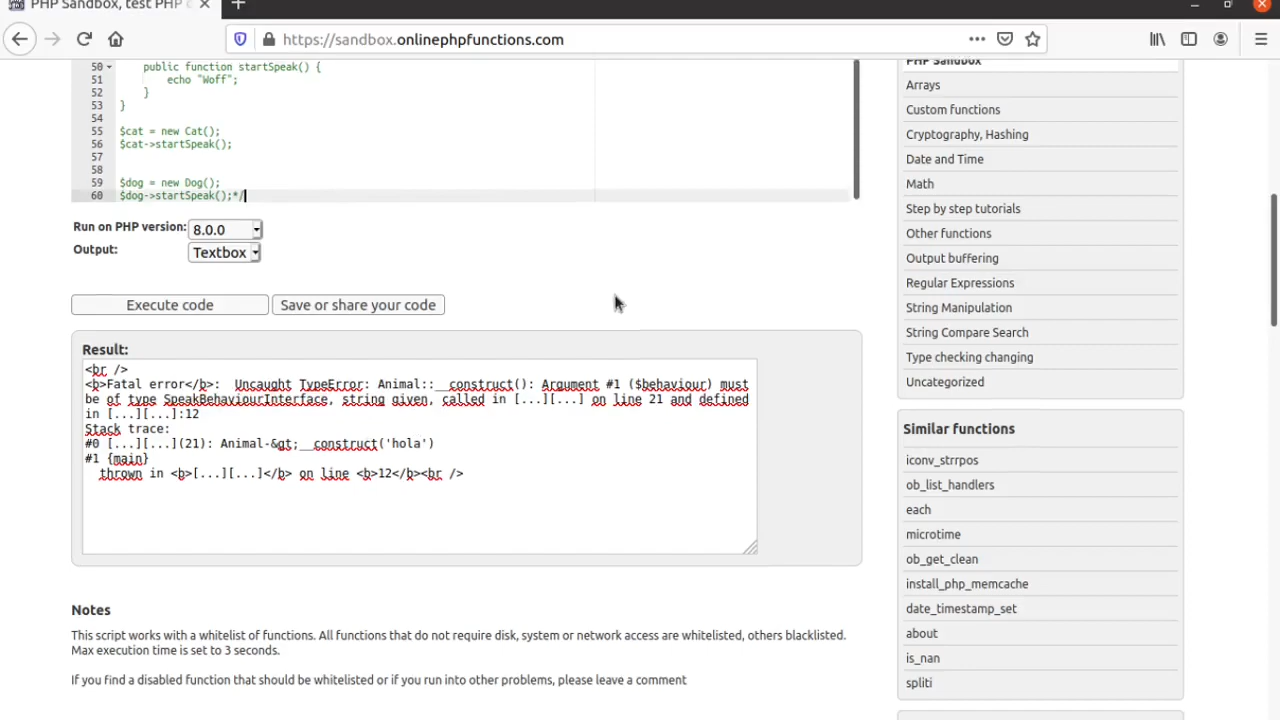 PHP Sandbox, test PHP
https://sandbox.onlinephpfunctions.com
50 public function startSpeak() {
51 echo "Woff";
52 }
53 }
54
55 $cat = new Cat();
56 $cat->startSpeak();
57
58
59 $dog = new Dog();
60 $dog->startSpeak();*/
Run on PHP version: 8.0.0
Output: Textbox
Execute code Save or share your code
Result:
<br />
<b>Fatal error</b>:  Uncaught TypeError: Animal::__construct(): Argument #1 ($behaviour) must
be of type SpeakBehaviourInterface, string given, called in [...][...] on line 21 and defined
in [...][...]:12
Stack trace:
#0 [...][...](21): Animal-&gt;__construct('hola')
#1 {main}
  thrown in <b>[...][...]</b> on line <b>12</b><br />
Notes
This script works with a whitelist of functions. All functions that do not require disk, system or network access are whitelisted, others blacklisted.
Max execution time is set to 3 seconds.
If you find a disabled function that should be whitelisted or if you run into other problems, please leave a comment
PHP Sandbox
Arrays
Custom functions
Cryptography, Hashing
Date and Time
Math
Step by step tutorials
Other functions
Output buffering
Regular Expressions
String Manipulation
String Compare Search
Type checking changing
Uncategorized
Similar functions
iconv_strpos
ob_list_handlers
each
microtime
ob_get_clean
install_php_memcache
date_timestamp_set
about
is_nan
spliti